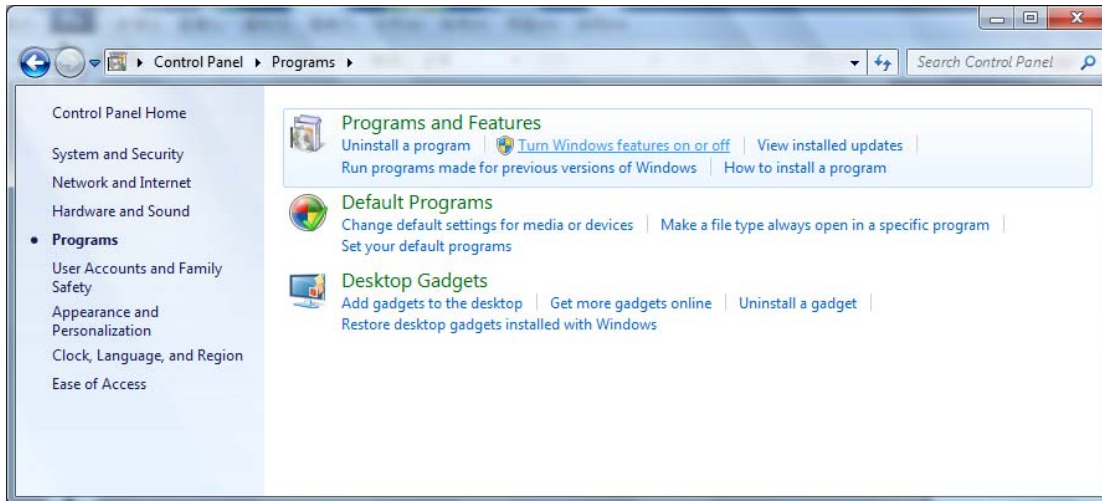 Control Panel Programs
Search Control Panel
Control Panel Home
System and Security
Network and Internet
Hardware and Sound
Programs
User Accounts and Family
Safety
Appearance and
Personalization
Clock, Language, and Region
Ease of Access
Programs and Features
Uninstall a program Turn Windows features on or off View installed updates
Run programs made for previous versions of Windows How to install a program
Default Programs
Change default settings for media or devices Make a file type always open in a specific program
Set your default programs
Desktop Gadgets
Add gadgets to the desktop Get more gadgets online Uninstall a gadget
Restore desktop gadgets installed with Windows